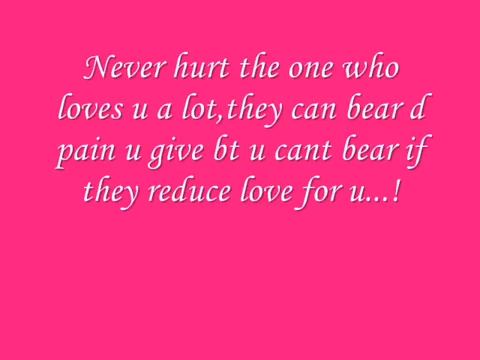 Never hurt the one who
loves u a lot,they can bear d
pain u give bt u cant bear if
they reduce love for u...!